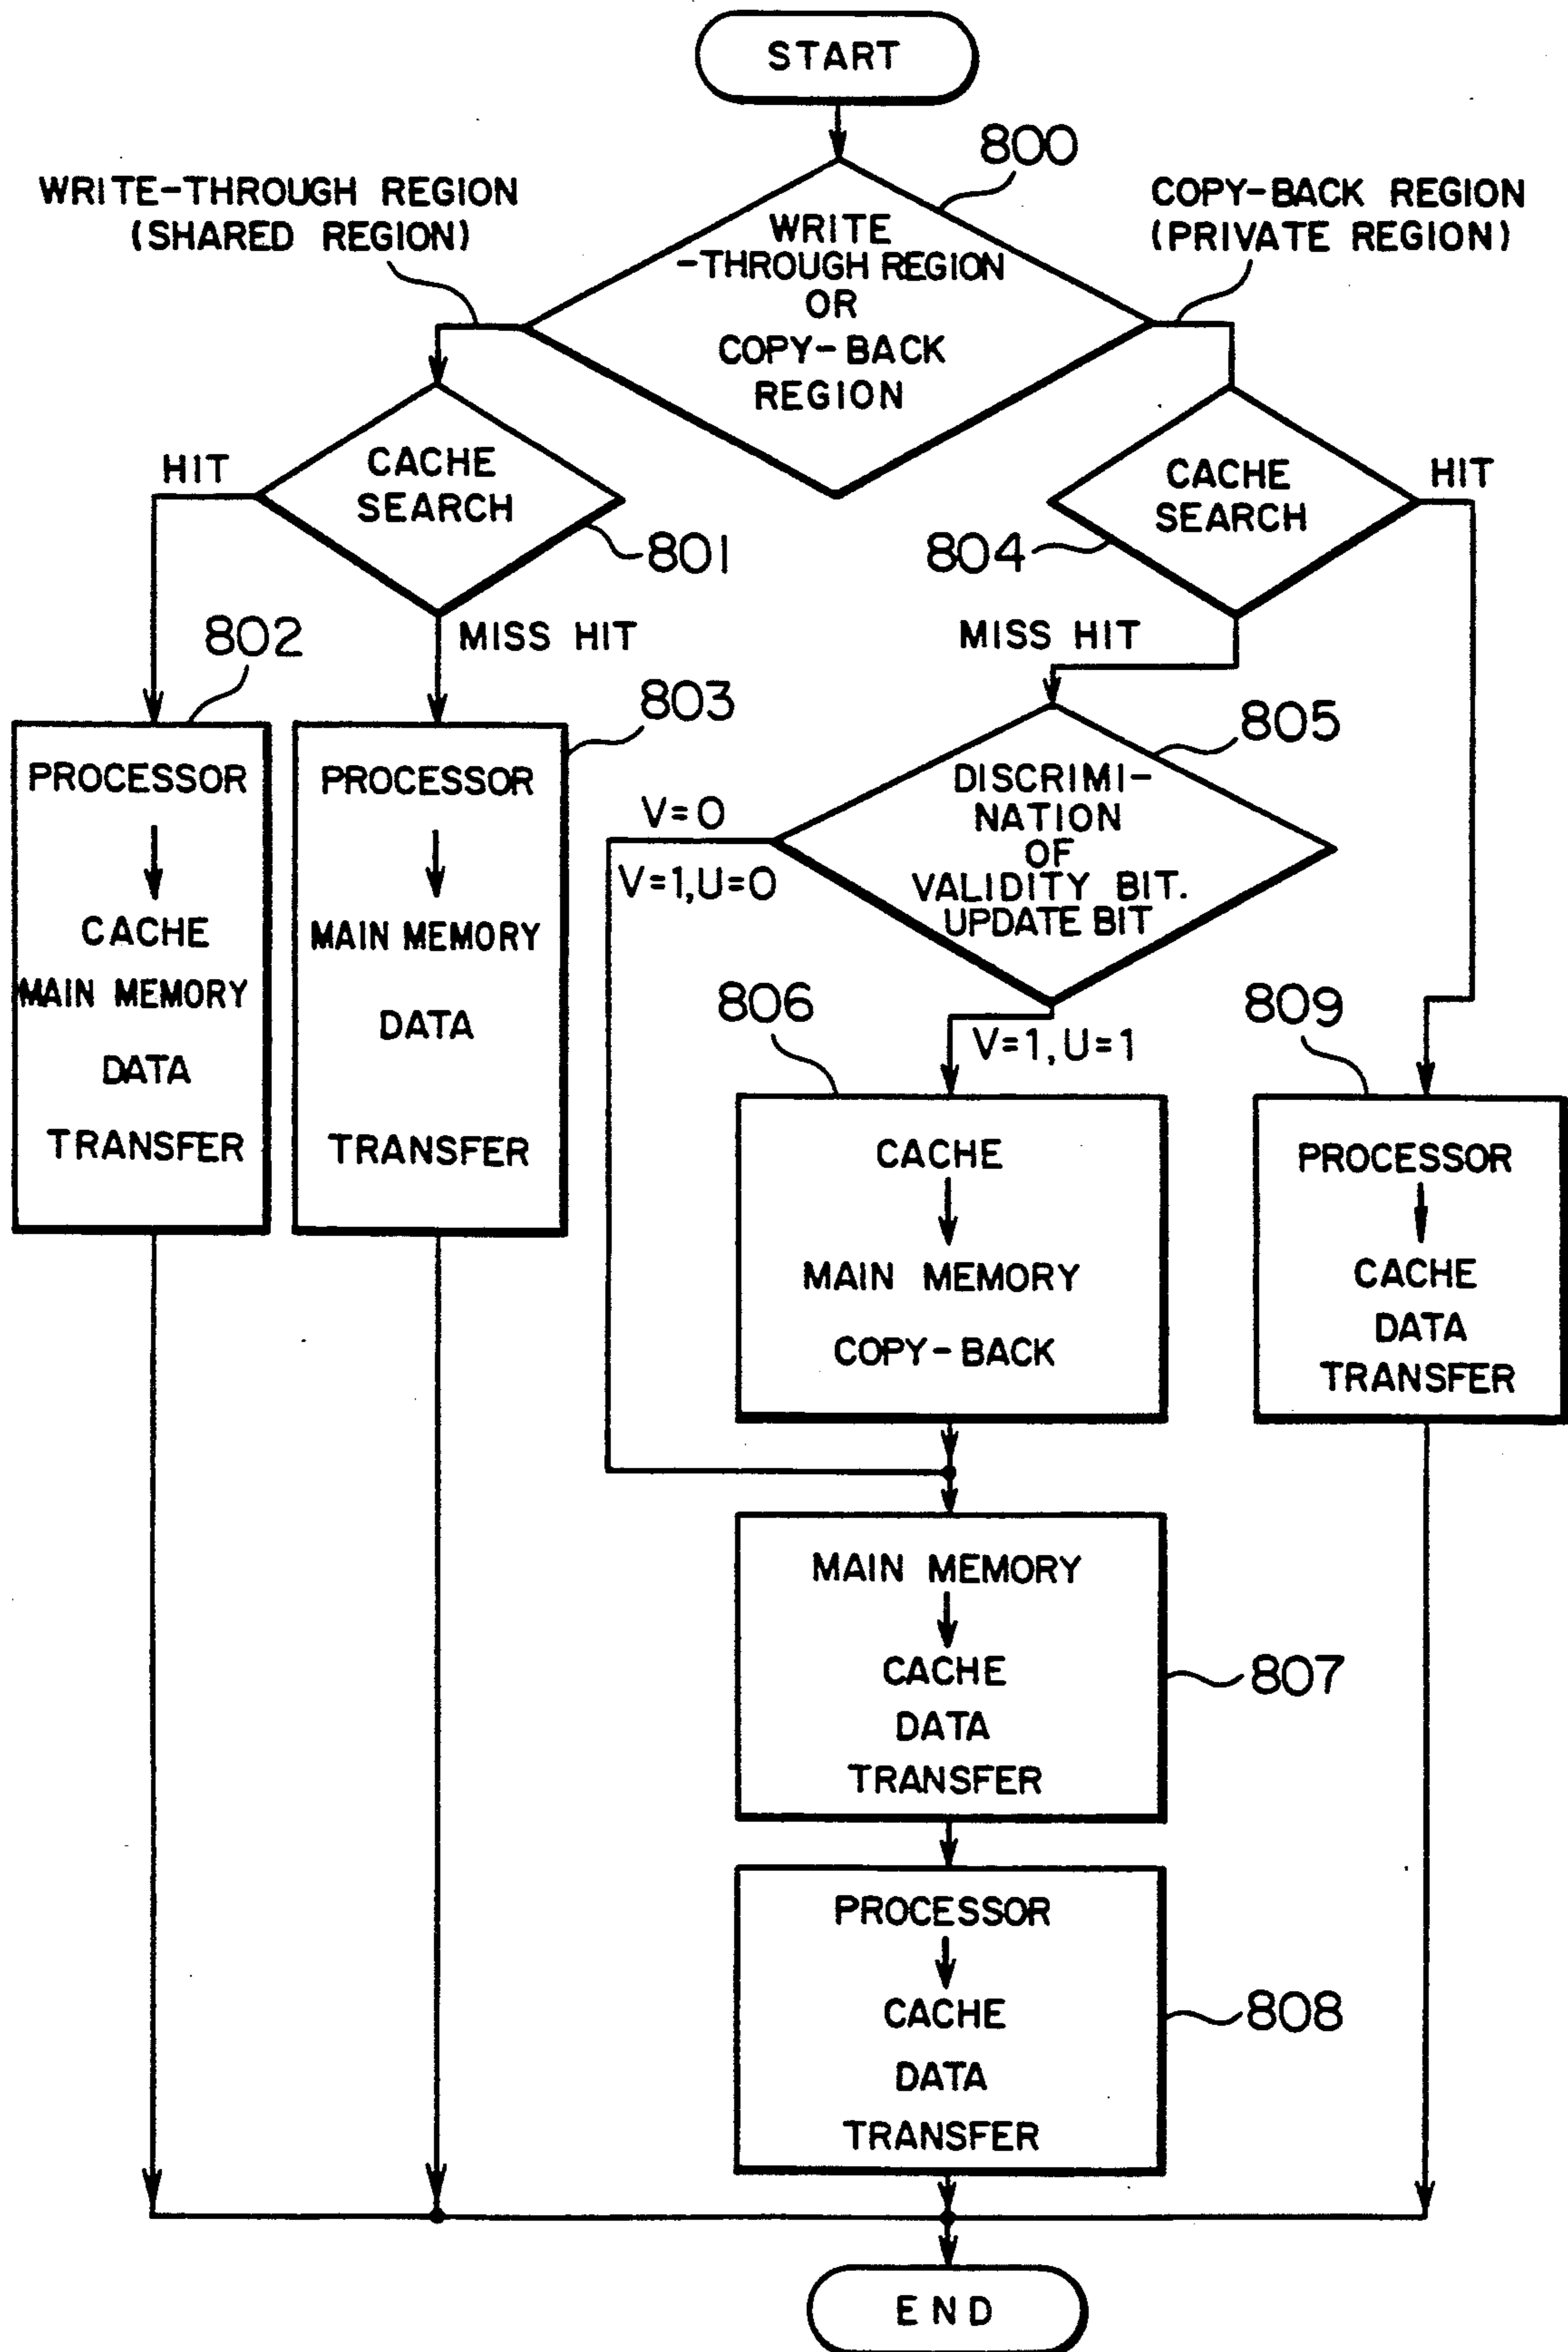 START
800
WRITE-THROUGH REGION
(SHARED REGION)
COPY-BACK REGION
(PRIVATE REGION)
WRITE
-THROUGH REGION
OR
COPY-BACK
REGION
HIT
CACHE
SEARCH
801
CACHE
SEARCH
HIT
804
802
MISS HIT
MISS HIT
803
805
PROCESSOR
CACHE
MAIN MEMORY
DATA
TRANSFER
PROCESSOR
MAIN MEMORY
DATA
TRANSFER
V=0
V=1,U=0
DISCRIMI-
NATION
OF
VALIDITY BIT.
UPDATE BIT
806
V=1,U=1
809
CACHE
MAIN MEMORY
COPY-BACK
PROCESSOR
CACHE
DATA
TRANSFER
MAIN MEMORY
CACHE
DATA
TRANSFER
807
PROCESSOR
CACHE
DATA
TRANSFER
808
END